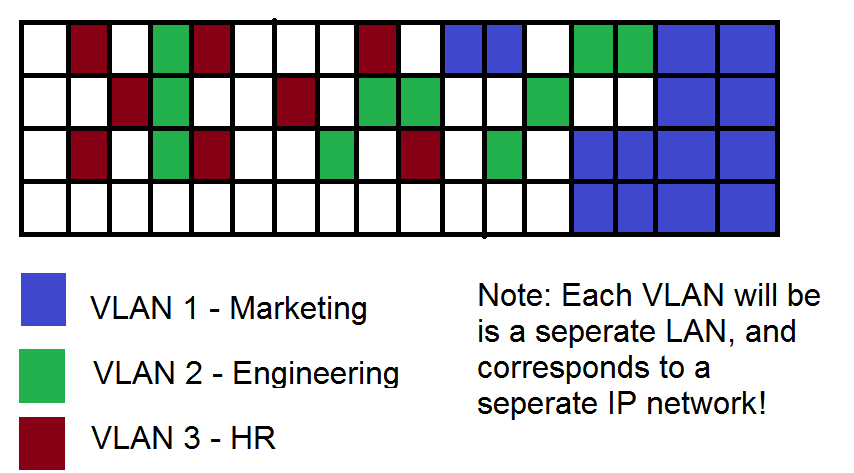 VLAN 1 - Marketing
VLAN 2 - Engineering
VLAN 3 - HR
Note: Each VLAN will be
is a seperate LAN, and
corresponds to a
seperate IP network!